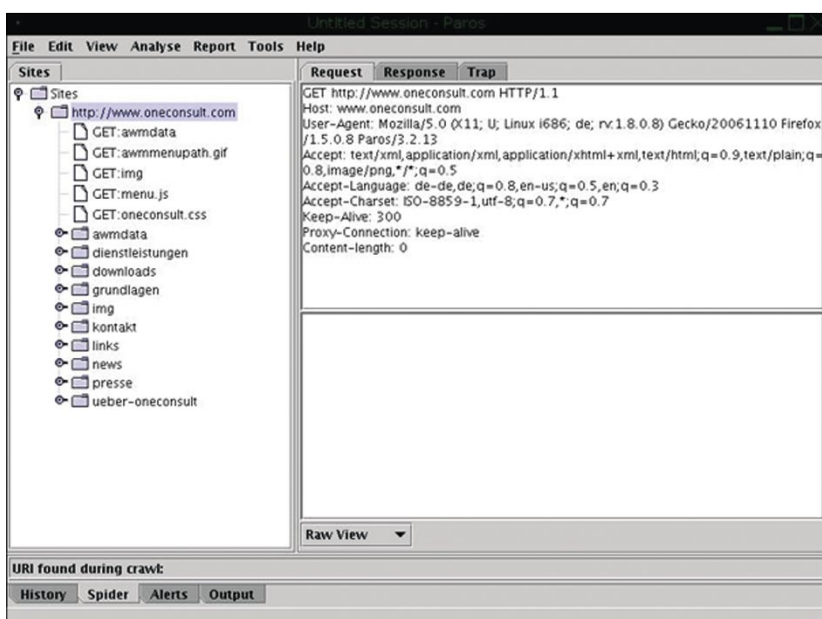 Untitled Session - Paros
File Edit View Analyse Report Tools Help
Sites
Sites
http://www.oneconsult.com
GET:awmdata
GET:awmmenupath.gif
GET:img
GET:menu.js
GET:oneconsult.css
awmdata
dienstleistungen
downloads
grundlagen
img
kontakt
links
news
presse
ueber-oneconsult
Request Response Trap
GET http://www.oneconsult.com HTTP/1.1
Host: www.oneconsult.com
User-Agent: Mozilla/5.0 (X11; U; Linux i686; de; rv:1.8.0.8) Gecko/20061110 Firefox
/1.5.0.8 Paros/3.2.13
Accept: text/xml,application/xml,application/xhtml+xml,text/html;q=0.9,text/plain;q=
0.8,image/png,*/*;q=0.5
Accept-Language: de-de,de;q=0.8,en-us;q=0.5,en;q=0.3
Accept-Charset: ISO-8859-1,utf-8;q=0.7,*;q=0.7
Keep-Alive: 300
Proxy-Connection: keep-alive
Content-length: 0
Raw View
URI found during crawl:
History Spider Alerts Output